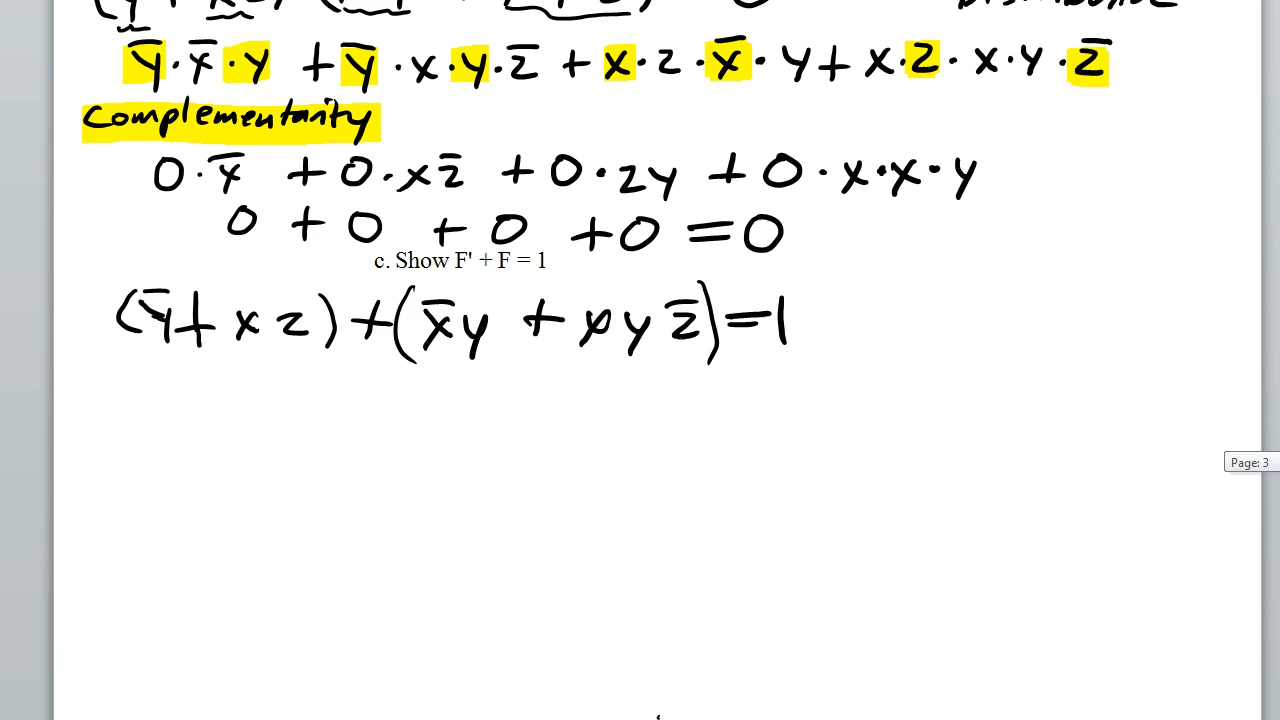 y̅·x̅·y + y̅·x·y·z̅ + x·z·x̅·y + x·z·x·y·z̅
complementarity
0·x̅ + 0·xz̅ + 0·zy + 0·x·x·y
0 + 0 + 0 + 0 = 0
c. Show F' + F = 1
(y̅ + xz) + (x̅y + xyz̅) = 1
Page: 3